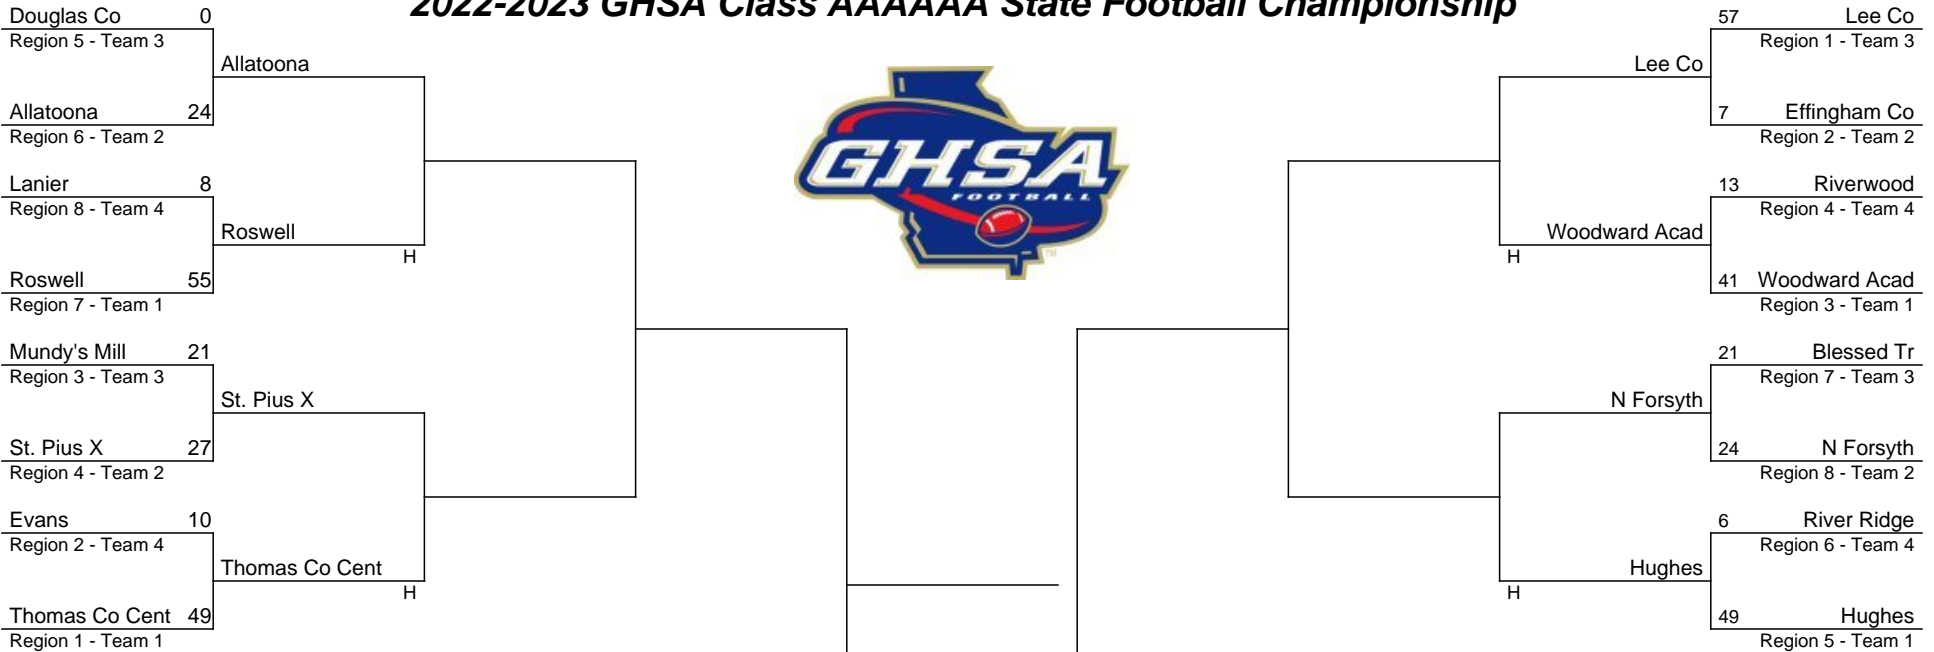 2022-2023 GHSA Class AAAAAA State Football Championship
Douglas Co 0
Region 5 - Team 3
Allatoona
Allatoona 24
Region 6 - Team 2
Lanier 8
Region 8 - Team 4
Roswell
H
Roswell 55
Region 7 - Team 1
Mundy's Mill 21
Region 3 - Team 3
St. Pius X
St. Pius X 27
Region 4 - Team 2
Evans 10
Region 2 - Team 4
Thomas Co Cent
H
Thomas Co Cent 49
Region 1 - Team 1
GHSA
FOOTBALL
TM
57 Lee Co
Region 1 - Team 3
Lee Co
7 Effingham Co
Region 2 - Team 2
13 Riverwood
Region 4 - Team 4
Woodward Acad
H
41 Woodward Acad
Region 3 - Team 1
21 Blessed Tr
Region 7 - Team 3
N Forsyth
24 N Forsyth
Region 8 - Team 2
6 River Ridge
Region 6 - Team 4
Hughes
H
49 Hughes
Region 5 - Team 1